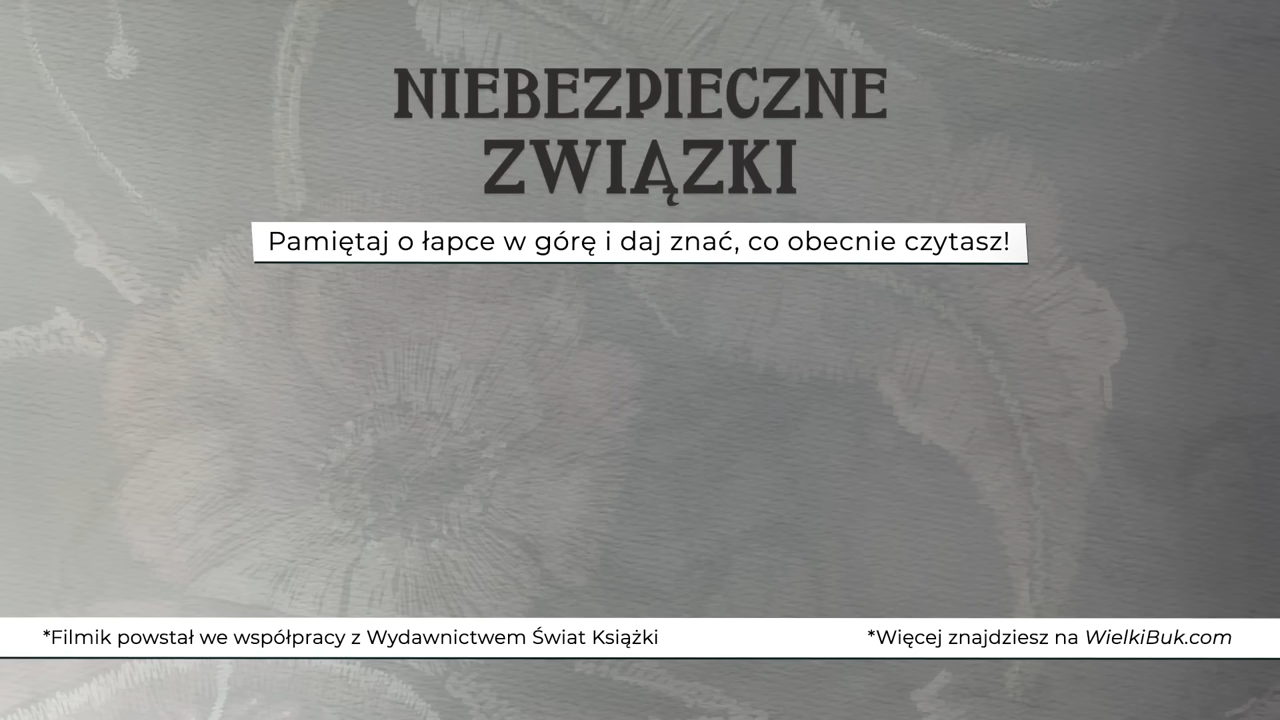 NIEBEZPIECZNE
ZWIĄZKI
Pamiętaj o łapce w górę i daj znać, co obecnie czytasz!
*Filmik powstał we współpracy z Wydawnictwem Świat Książki
*Więcej znajdziesz na WielkiBuk.com